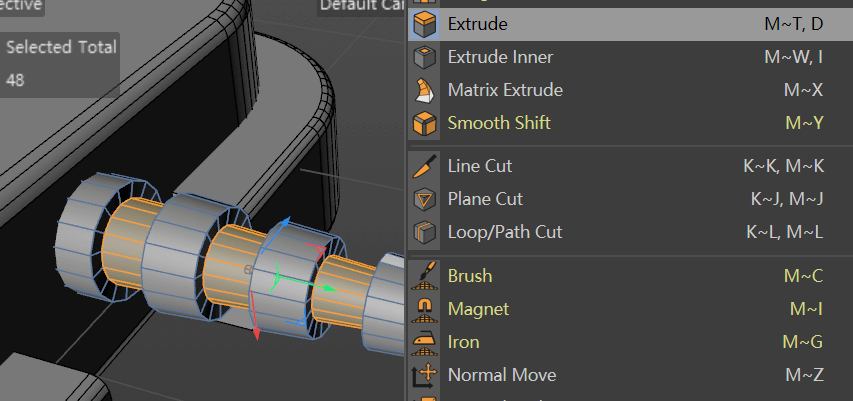 ective
Default Ca
Selected Total
48
6
Extrude M~T, D
Extrude Inner M~W, I
Matrix Extrude M~X
Smooth Shift M~Y
Line Cut K~K, M~K
Plane Cut K~J, M~J
Loop/Path Cut K~L, M~L
Brush M~C
Magnet M~I
Iron M~G
Normal Move M~Z